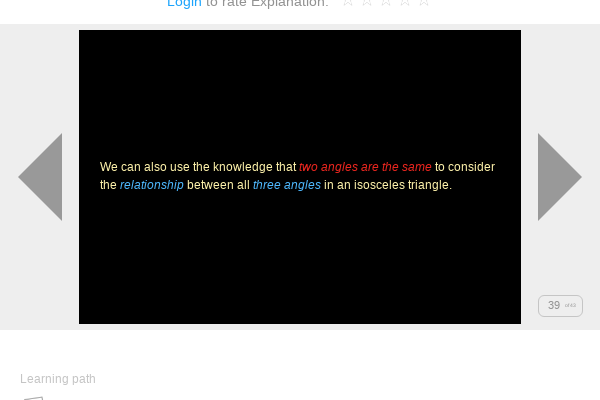 Login to rate Explanation:
We can also use the knowledge that two angles are the same to consider
the relationship between all three angles in an isosceles triangle.
39
Learning path